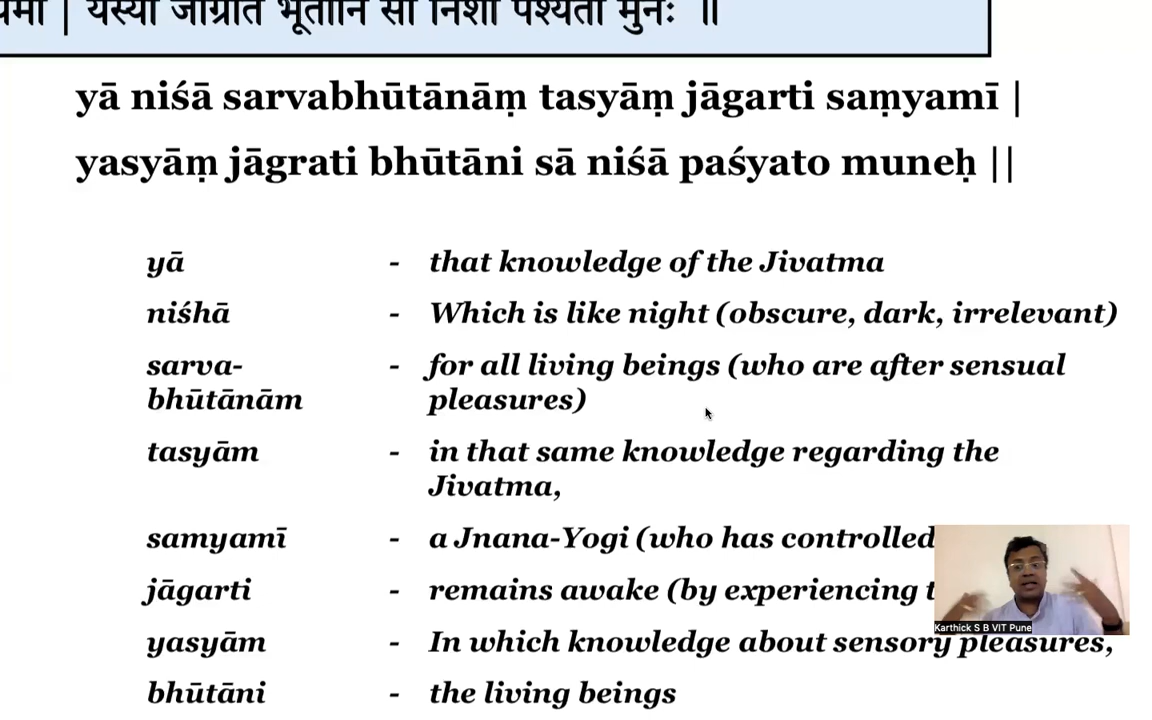 यस्यां जाग्रति भूतानि सा निशा पश्यतो मुनेः ॥
yā niśā sarvabhūtānāṃ tasyāṃ jāgarti saṃyamī |
yasyāṃ jāgrati bhūtāni sā niśā paśyato muneḥ ||
yā - that knowledge of the Jivatma
niśhā - Which is like night (obscure, dark, irrelevant)
sarva- - for all living beings (who are after sensual
bhūtānām pleasures)
tasyām - in that same knowledge regarding the
Jivatma,
samyamī - a Jnana-Yogi (who has controlled
jāgarti - remains awake (by experiencing
yasyām - In which knowledge about sensory pleasures,
bhūtāni - the living beings
Karthick S B VIT Pune